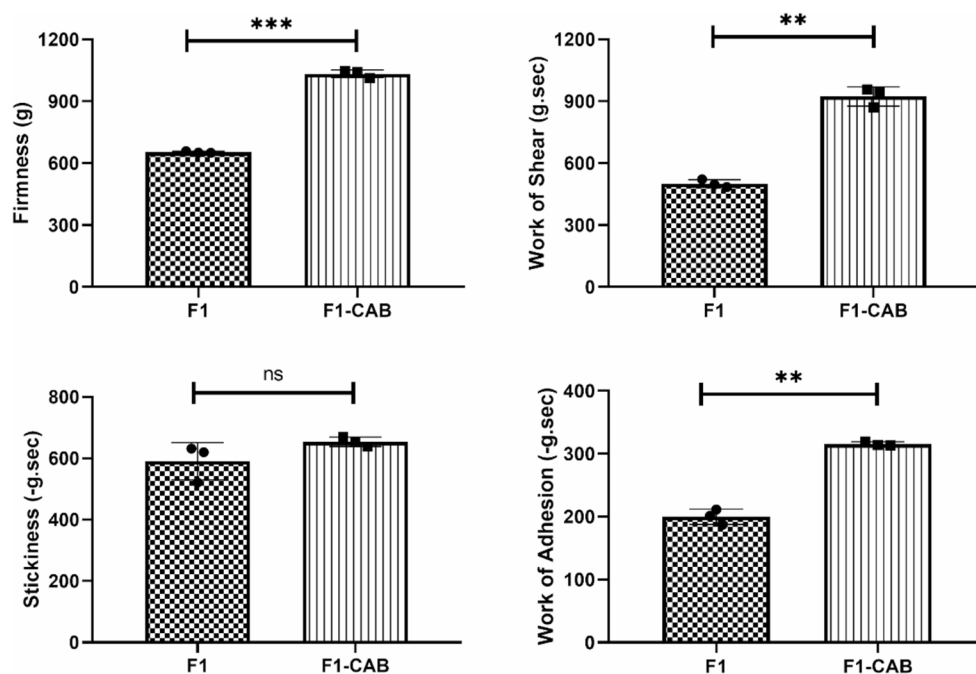 ***
Firmness (g)
1200
900
600
300
0
F1
F1-CAB
**
Work of Shear (g.sec)
1200
900
600
300
0
F1
F1-CAB
ns
Stickiness (-g.sec)
800
600
400
200
0
F1
F1-CAB
**
Work of Adhesion (-g.sec)
400
300
200
100
0
F1
F1-CAB